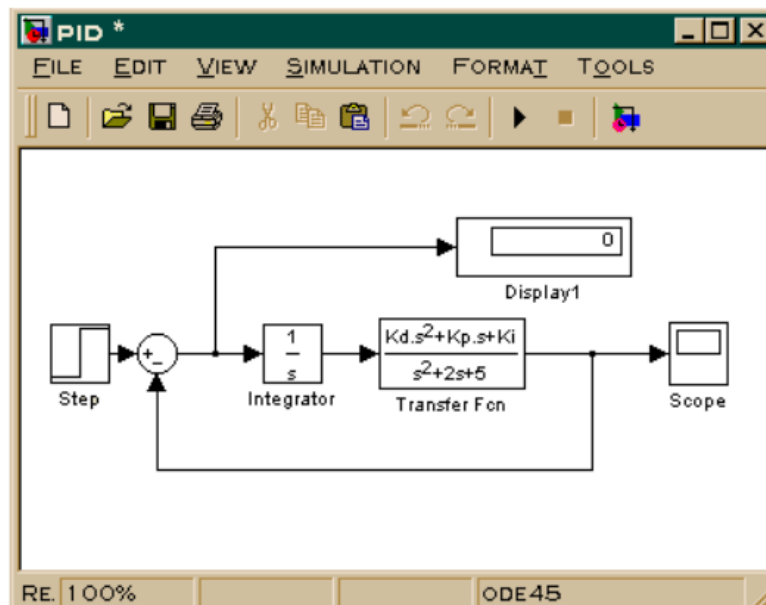 PID *
FILE EDIT VIEW SIMULATION FORMAT TOOLS
0
Display1
+
-
1
s
Kd.s²+Kp.s+Ki
s²+2s+5
Step
Integrator
Transfer Fcn
Scope
RE. 100% ODE45